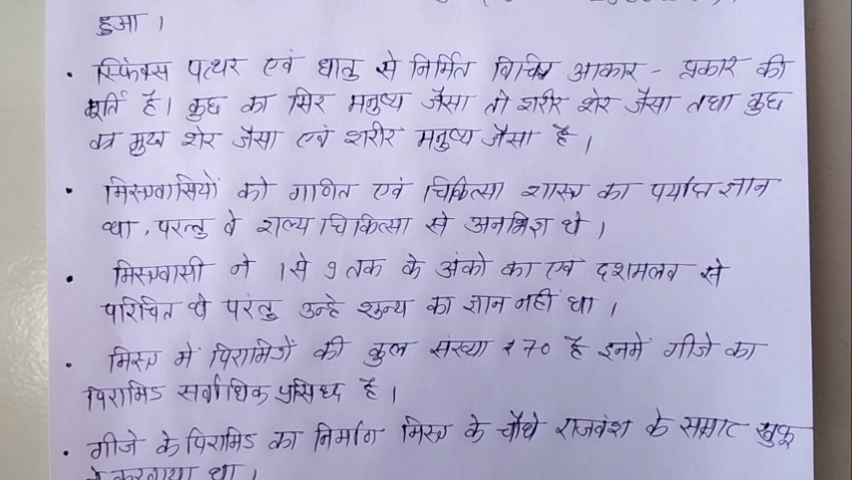 हुआ ।
• स्फिंक्स पत्थर एवं धातु से निर्मित विचित्र आकार - प्रकार की
मूर्ति है। कुछ का सिर मनुष्य जैसा तो शरीर शेर जैसा तथा कुछ
का मुख शेर जैसा एवं शरीर मनुष्य जैसा है ।
• मिस्त्रवासियों को गणित एवं चिकित्सा शास्त्र का पर्याप्त ज्ञान
था , परन्तु वे शल्य चिकित्सा से अनभिज्ञ थे ।
• मिस्त्रवासी ने 1 से 9 तक के अंको का एवं दशमलव से
परिचित थे परंतु उन्हे शून्य का ज्ञान नहीं था ।
• मिस्त्र में पिरामिडों की कुल संख्या 70 है इनमें गीजे का
पिरामिड सर्वाधिक प्रसिध्द है ।
• गीजे के पिरामिड का निर्माण मिस्त्र के चौथे राजवंश के सम्राट खुफू
ने करवाया था ।